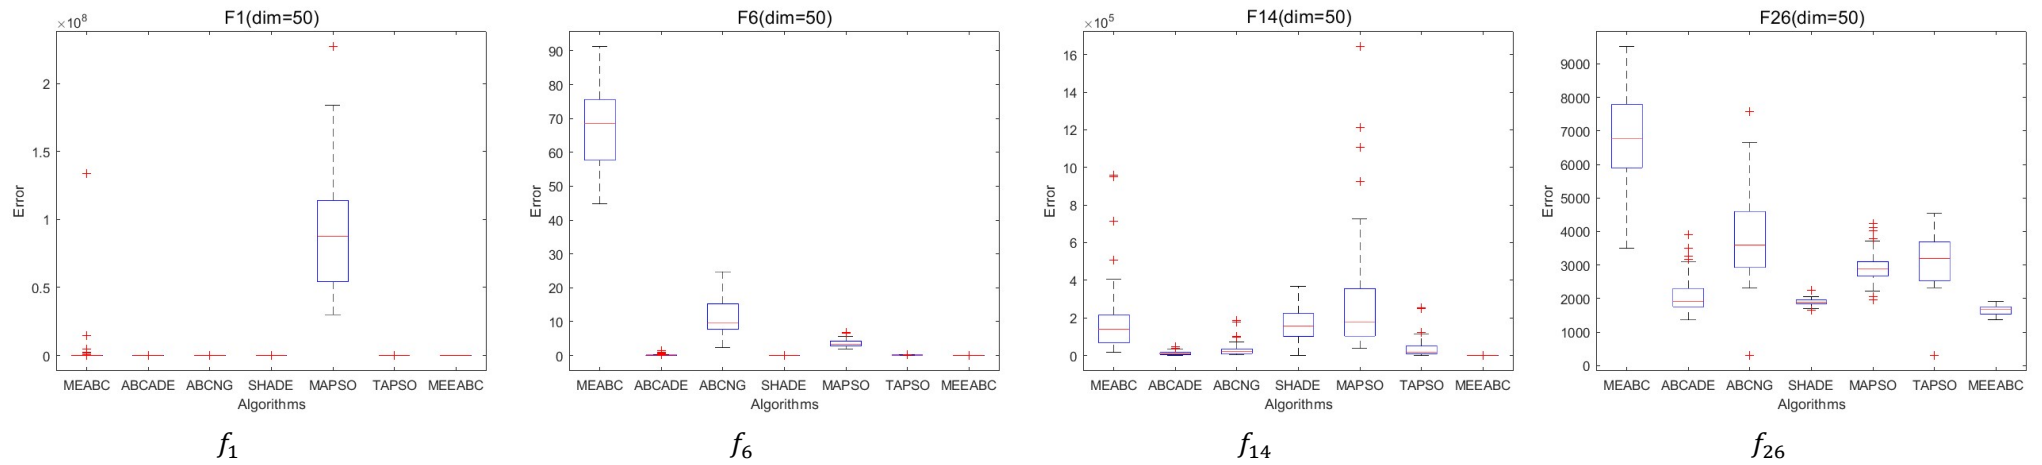 F1(dim=50)
×10⁸
2
1.5
1
0.5
0
Error
MEABC ABCADE ABCNG SHADE MAPSO TAPSO MEEABC
Algorithms
f₁
F6(dim=50)
90
80
70
60
50
40
30
20
10
0
Error
MEABC ABCADE ABCNG SHADE MAPSO TAPSO MEEABC
Algorithms
f₆
F14(dim=50)
×10⁵
16
14
12
10
8
6
4
2
0
Error
MEABC ABCADE ABCNG SHADE MAPSO TAPSO MEEABC
Algorithms
f₁₄
F26(dim=50)
9000
8000
7000
6000
5000
4000
3000
2000
1000
0
Error
MEABC ABCADE ABCNG SHADE MAPSO TAPSO MEEABC
Algorithms
f₂₆